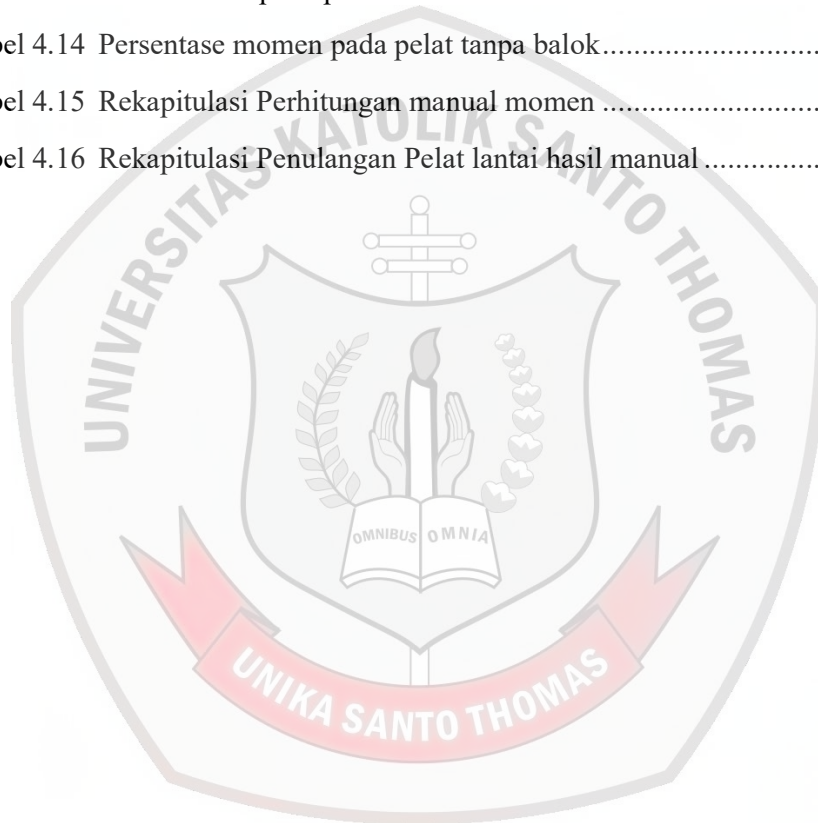 bel 4.14 Persentase momen pada pelat tanpa balok..............................
bel 4.15 Rekapitulasi Perhitungan manual momen ..............................
bel 4.16 Rekapitulasi Penulangan Pelat lantai hasil manual ...............
UNIVERSITAS KATOLIK SANTO THOMAS
OMNIBUS OMNIA
UNIKA SANTO THOMAS